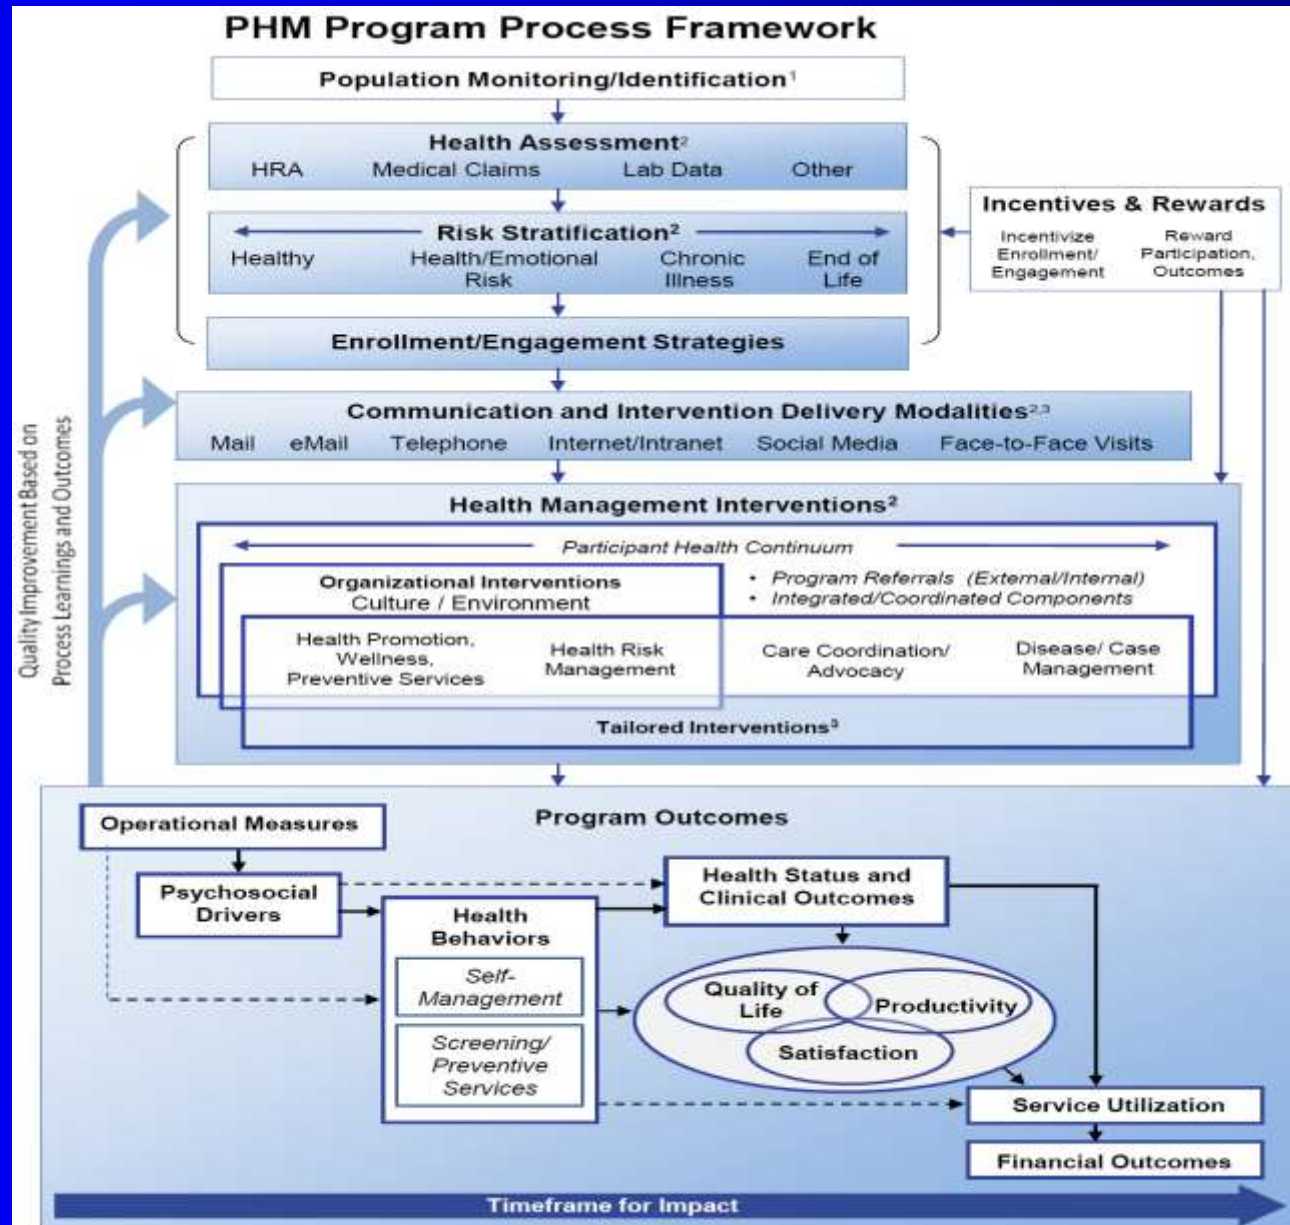 PHM Program Process Framework
Population Monitoring/Identification¹
Health Assessment²
HRA Medical Claims Lab Data Other
Risk Stratification²
Healthy Health/Emotional Risk Chronic Illness End of Life
Enrollment/Engagement Strategies
Incentives & Rewards
Incentivize Enrollment/ Engagement
Reward Participation, Outcomes
Communication and Intervention Delivery Modalities²,³
Mail eMail Telephone Internet/Intranet Social Media Face-to-Face Visits
Health Management Interventions²
Participant Health Continuum
Organizational Interventions
Culture / Environment
• Program Referrals (External/Internal)
• Integrated/Coordinated Components
Health Promotion,
Wellness,
Preventive Services
Health Risk
Management
Care Coordination/
Advocacy
Disease/ Case
Management
Tailored Interventions³
Quality Improvement Based on
Process Learnings and Outcomes
Program Outcomes
Operational Measures
Psychosocial
Drivers
Health
Behaviors
Self-
Management
Screening/
Preventive
Services
Health Status and
Clinical Outcomes
Quality of
Life
Productivity
Satisfaction
Service Utilization
Financial Outcomes
Timeframe for Impact